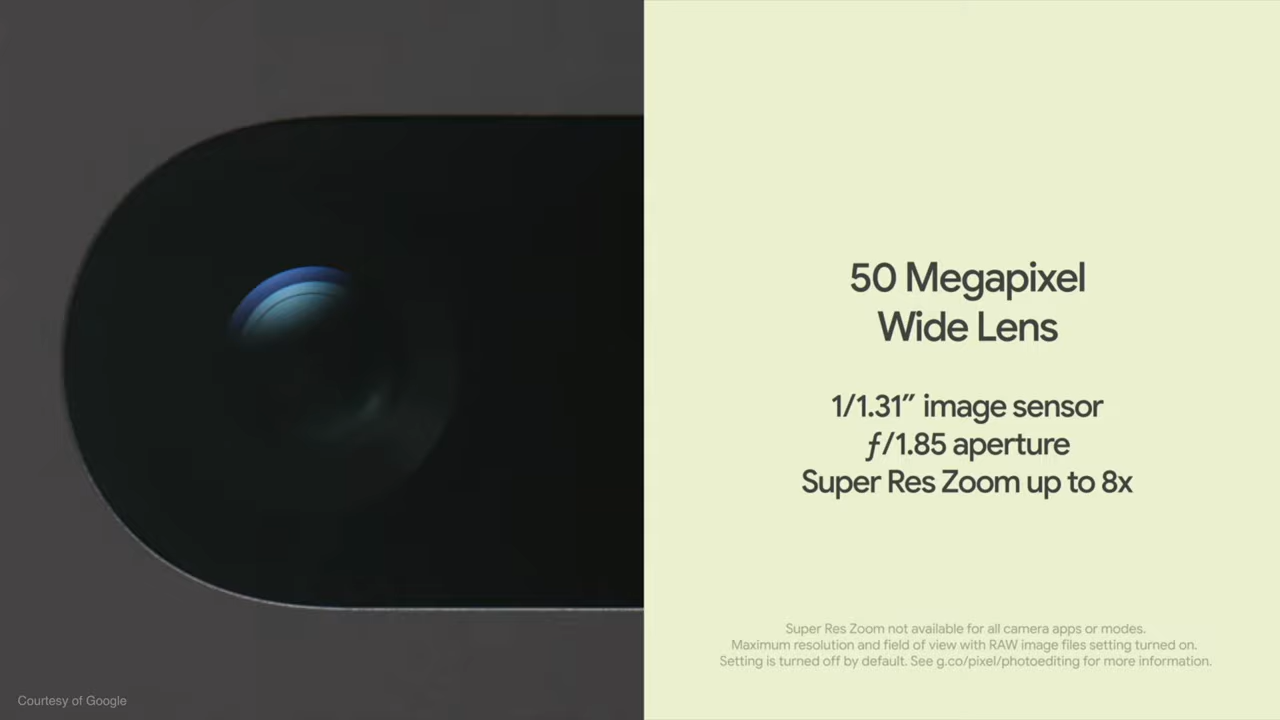 50 Megapixel
Wide Lens
1/1.31″ image sensor
ƒ/1.85 aperture
Super Res Zoom up to 8x
Super Res Zoom not available for all camera apps or modes.
Maximum resolution and field of view with RAW image files setting turned on.
Setting is turned off by default. See g.co/pixel/photoediting for more information.
Courtesy of Google